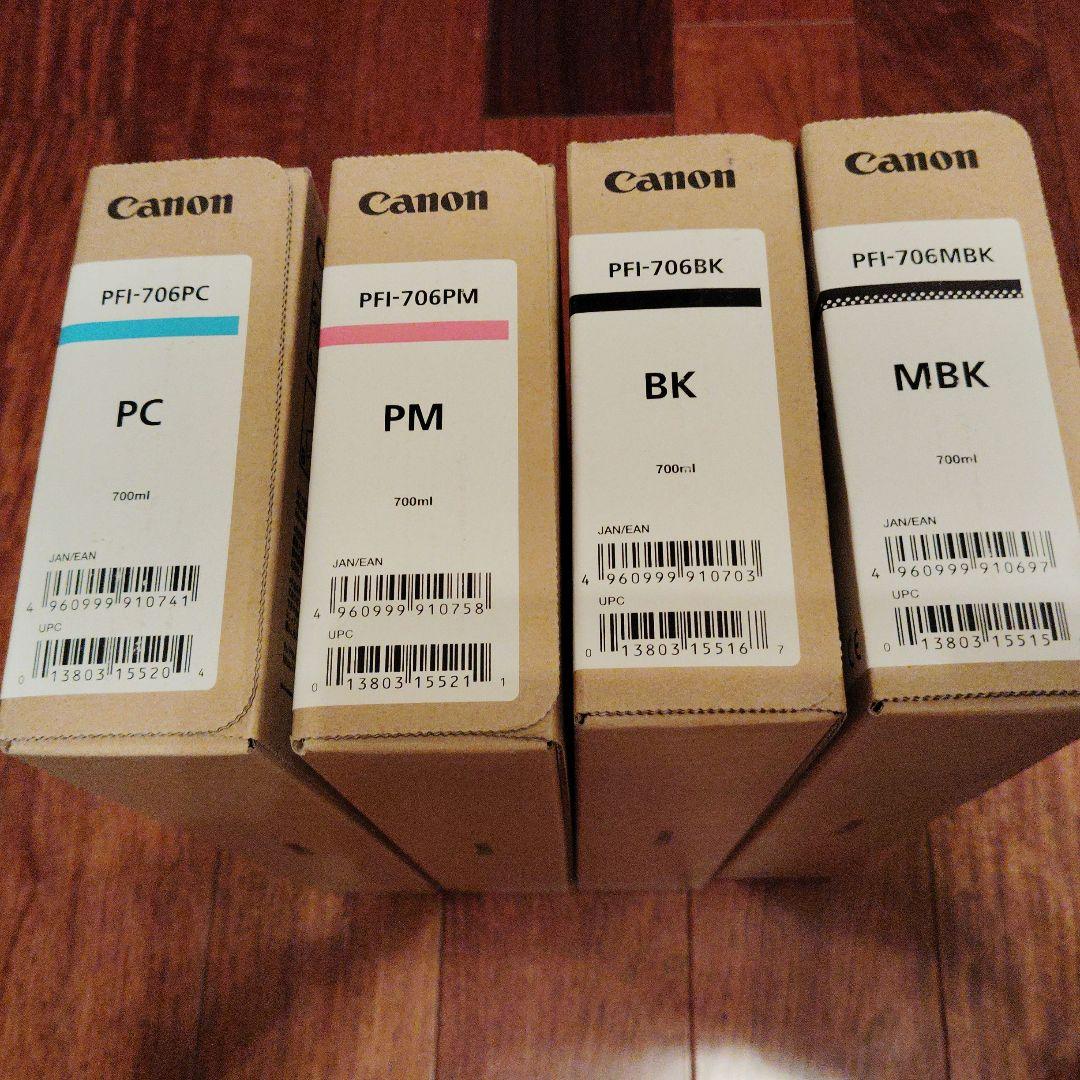 Canon
PFI-706PC
PC
700ml
JAN/EAN
4 960999 910741
UPC
0 13803 15520 4
Canon
PFI-706PM
PM
700ml
JAN/EAN
4 960999 910758
UPC
0 13803 15521 1
Canon
PFI-706BK
BK
700ml
JAN/EAN
4 960999 910703
UPC
0 13803 15516 7
Canon
PFI-706MBK
MBK
700ml
JAN/EAN
4 960999 910697
UPC
0 13803 15515